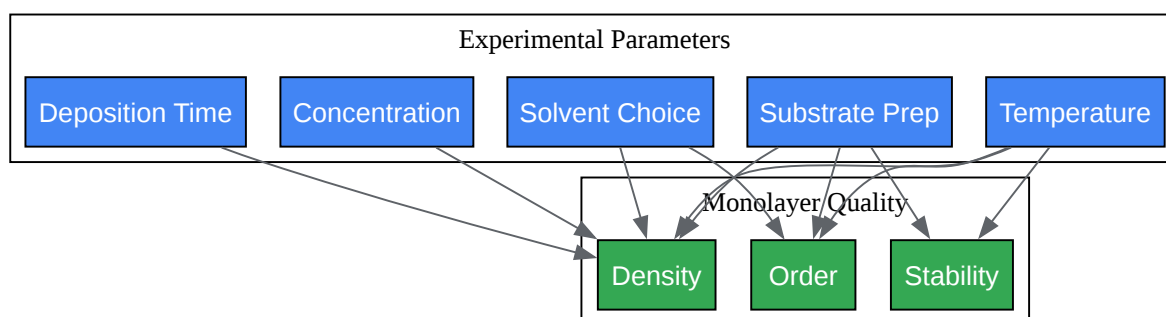 Experimental Parameters
Deposition Time
Concentration
Solvent Choice
Substrate Prep
Temperature
Monolayer Quality
Density
Order
Stability